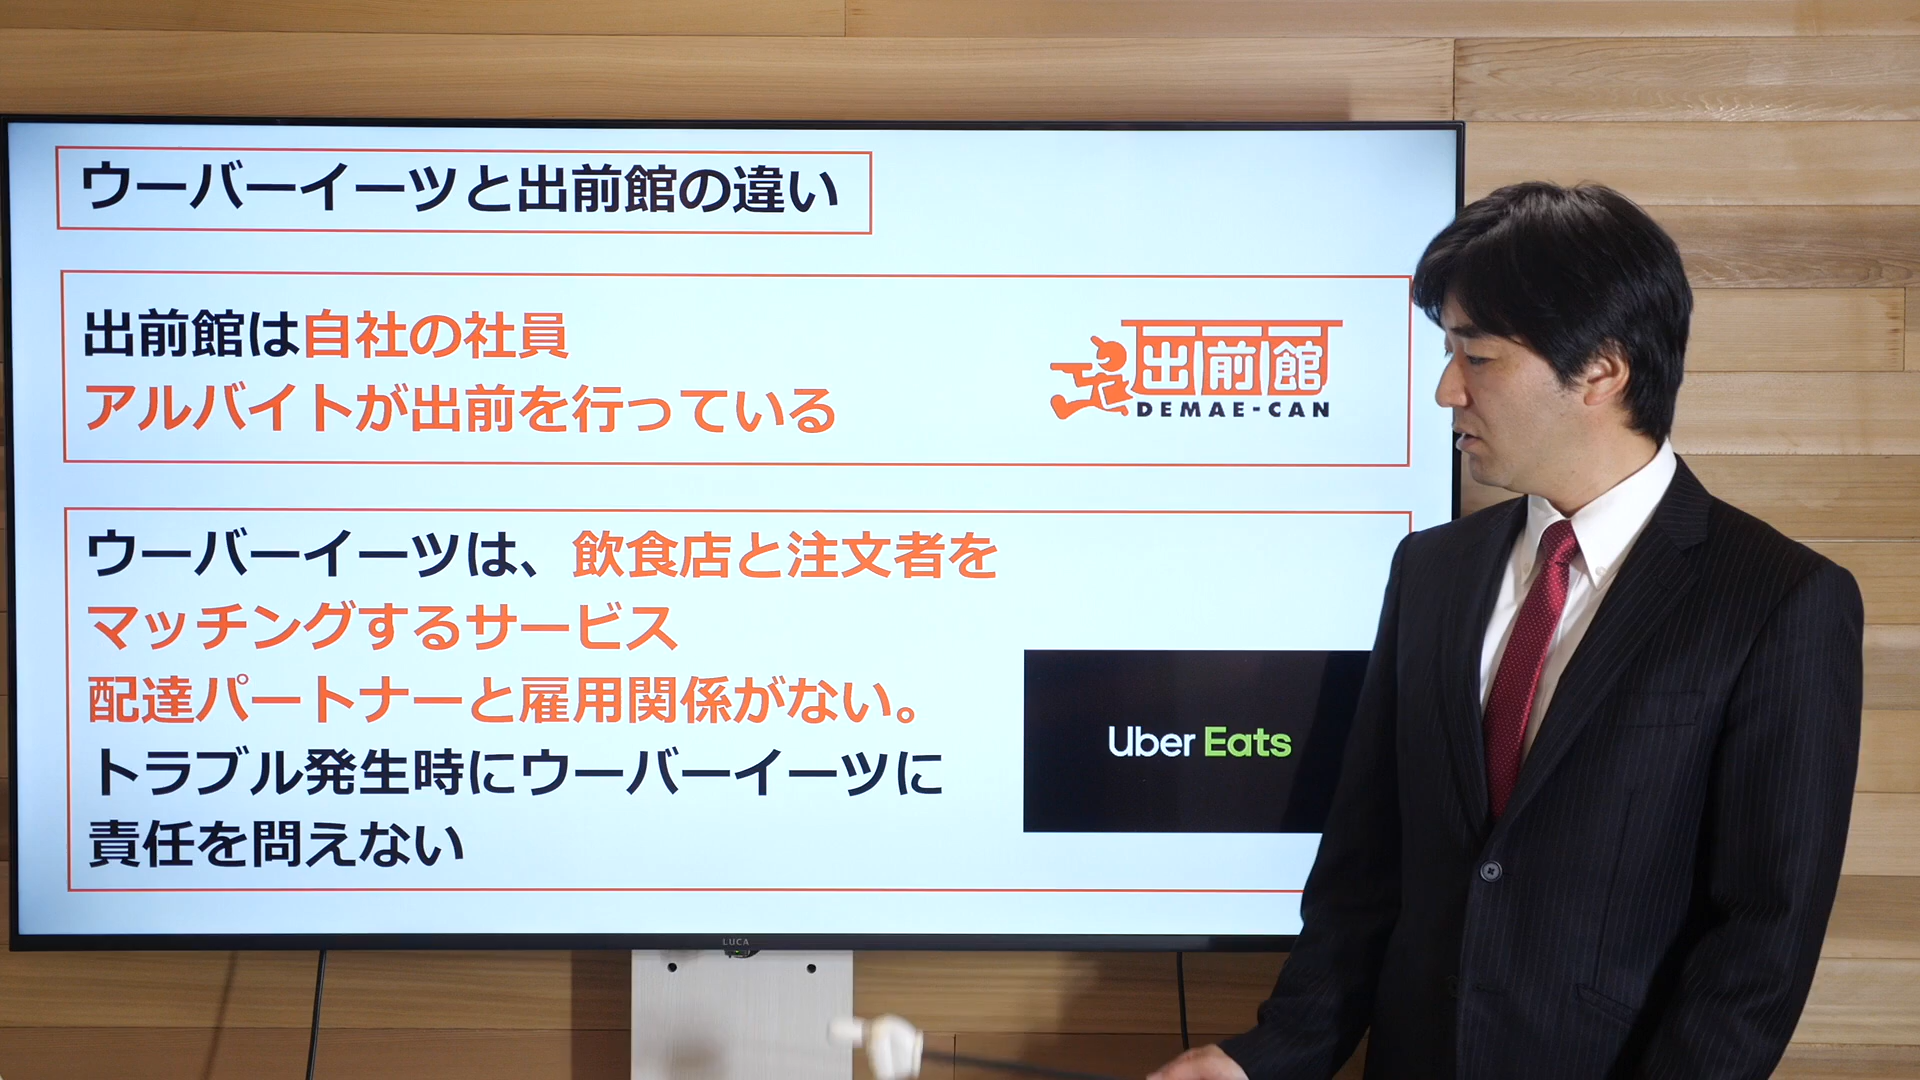 ウーバーイーツと出前館の違い
出前館は自社の社員
アルバイトが出前を行っている
出前館
DEMAE-CAN
ウーバーイーツは、飲食店と注文者を
マッチングするサービス
配達パートナーと雇用関係がない。
トラブル発生時にウーバーイーツに
責任を問えない
Uber Eats
LUCA